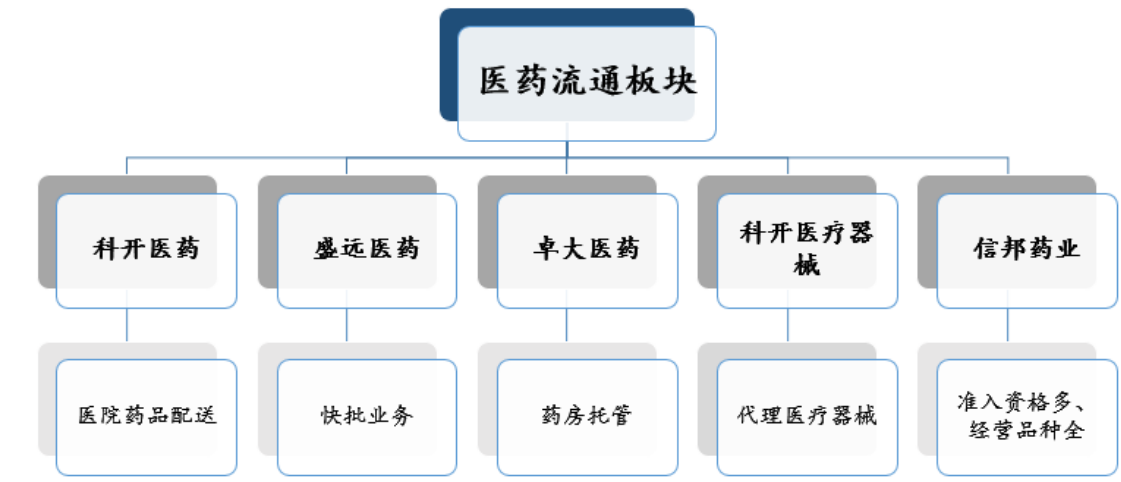 医药流通板块
科开医药
盛远医药
卓大医药
科开医疗器
械
信邦药业
医院药品配送
快批业务
药房托管
代理医疗器械
准入资格多、
经营品种全